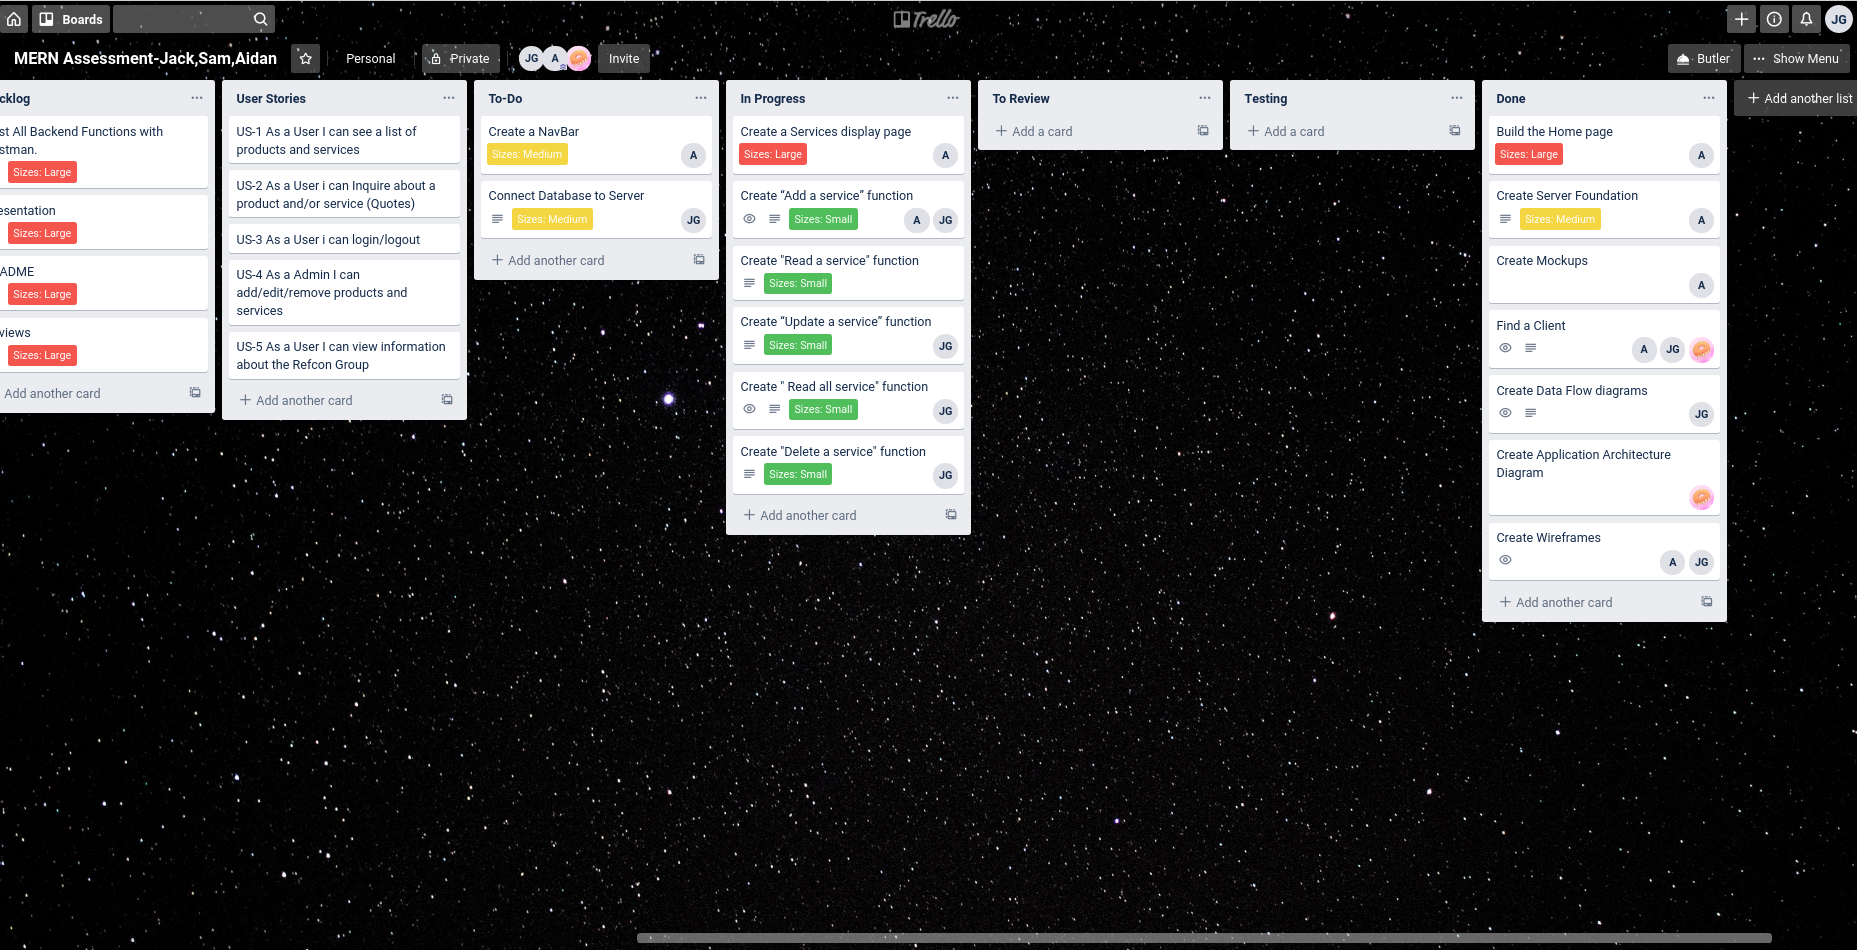 Boards
Trello
JG
MERN Assessment-Jack,Sam,Aidan
Personal
Private
JG
A
Invite
Butler
Show Menu
cklog
st All Backend Functions with
stman.
Sizes: Large
esentation
Sizes: Large
ADME
Sizes: Large
views
Sizes: Large
Add another card
User Stories
US-1 As a User I can see a list of
products and services
US-2 As a User i can Inquire about a
product and/or service (Quotes)
US-3 As a User i can login/logout
US-4 As a Admin I can
add/edit/remove products and
services
US-5 As a User I can view information
about the Refcon Group
Add another card
To-Do
Create a NavBar
Sizes: Medium
A
Connect Database to Server
Sizes: Medium
JG
Add another card
In Progress
Create a Services display page
Sizes: Large
A
Create “Add a service” function
Sizes: Small
A JG
Create "Read a service" function
Sizes: Small
Create “Update a service” function
Sizes: Small
JG
Create " Read all service" function
Sizes: Small
JG
Create "Delete a service" function
Sizes: Small
JG
Add another card
To Review
Add a card
Testing
Add a card
Done
Build the Home page
Sizes: Large
A
Create Server Foundation
Sizes: Medium
A
Create Mockups
A
Find a Client
A JG
Create Data Flow diagrams
JG
Create Application Architecture
Diagram
Create Wireframes
A JG
Add another card
Add another list